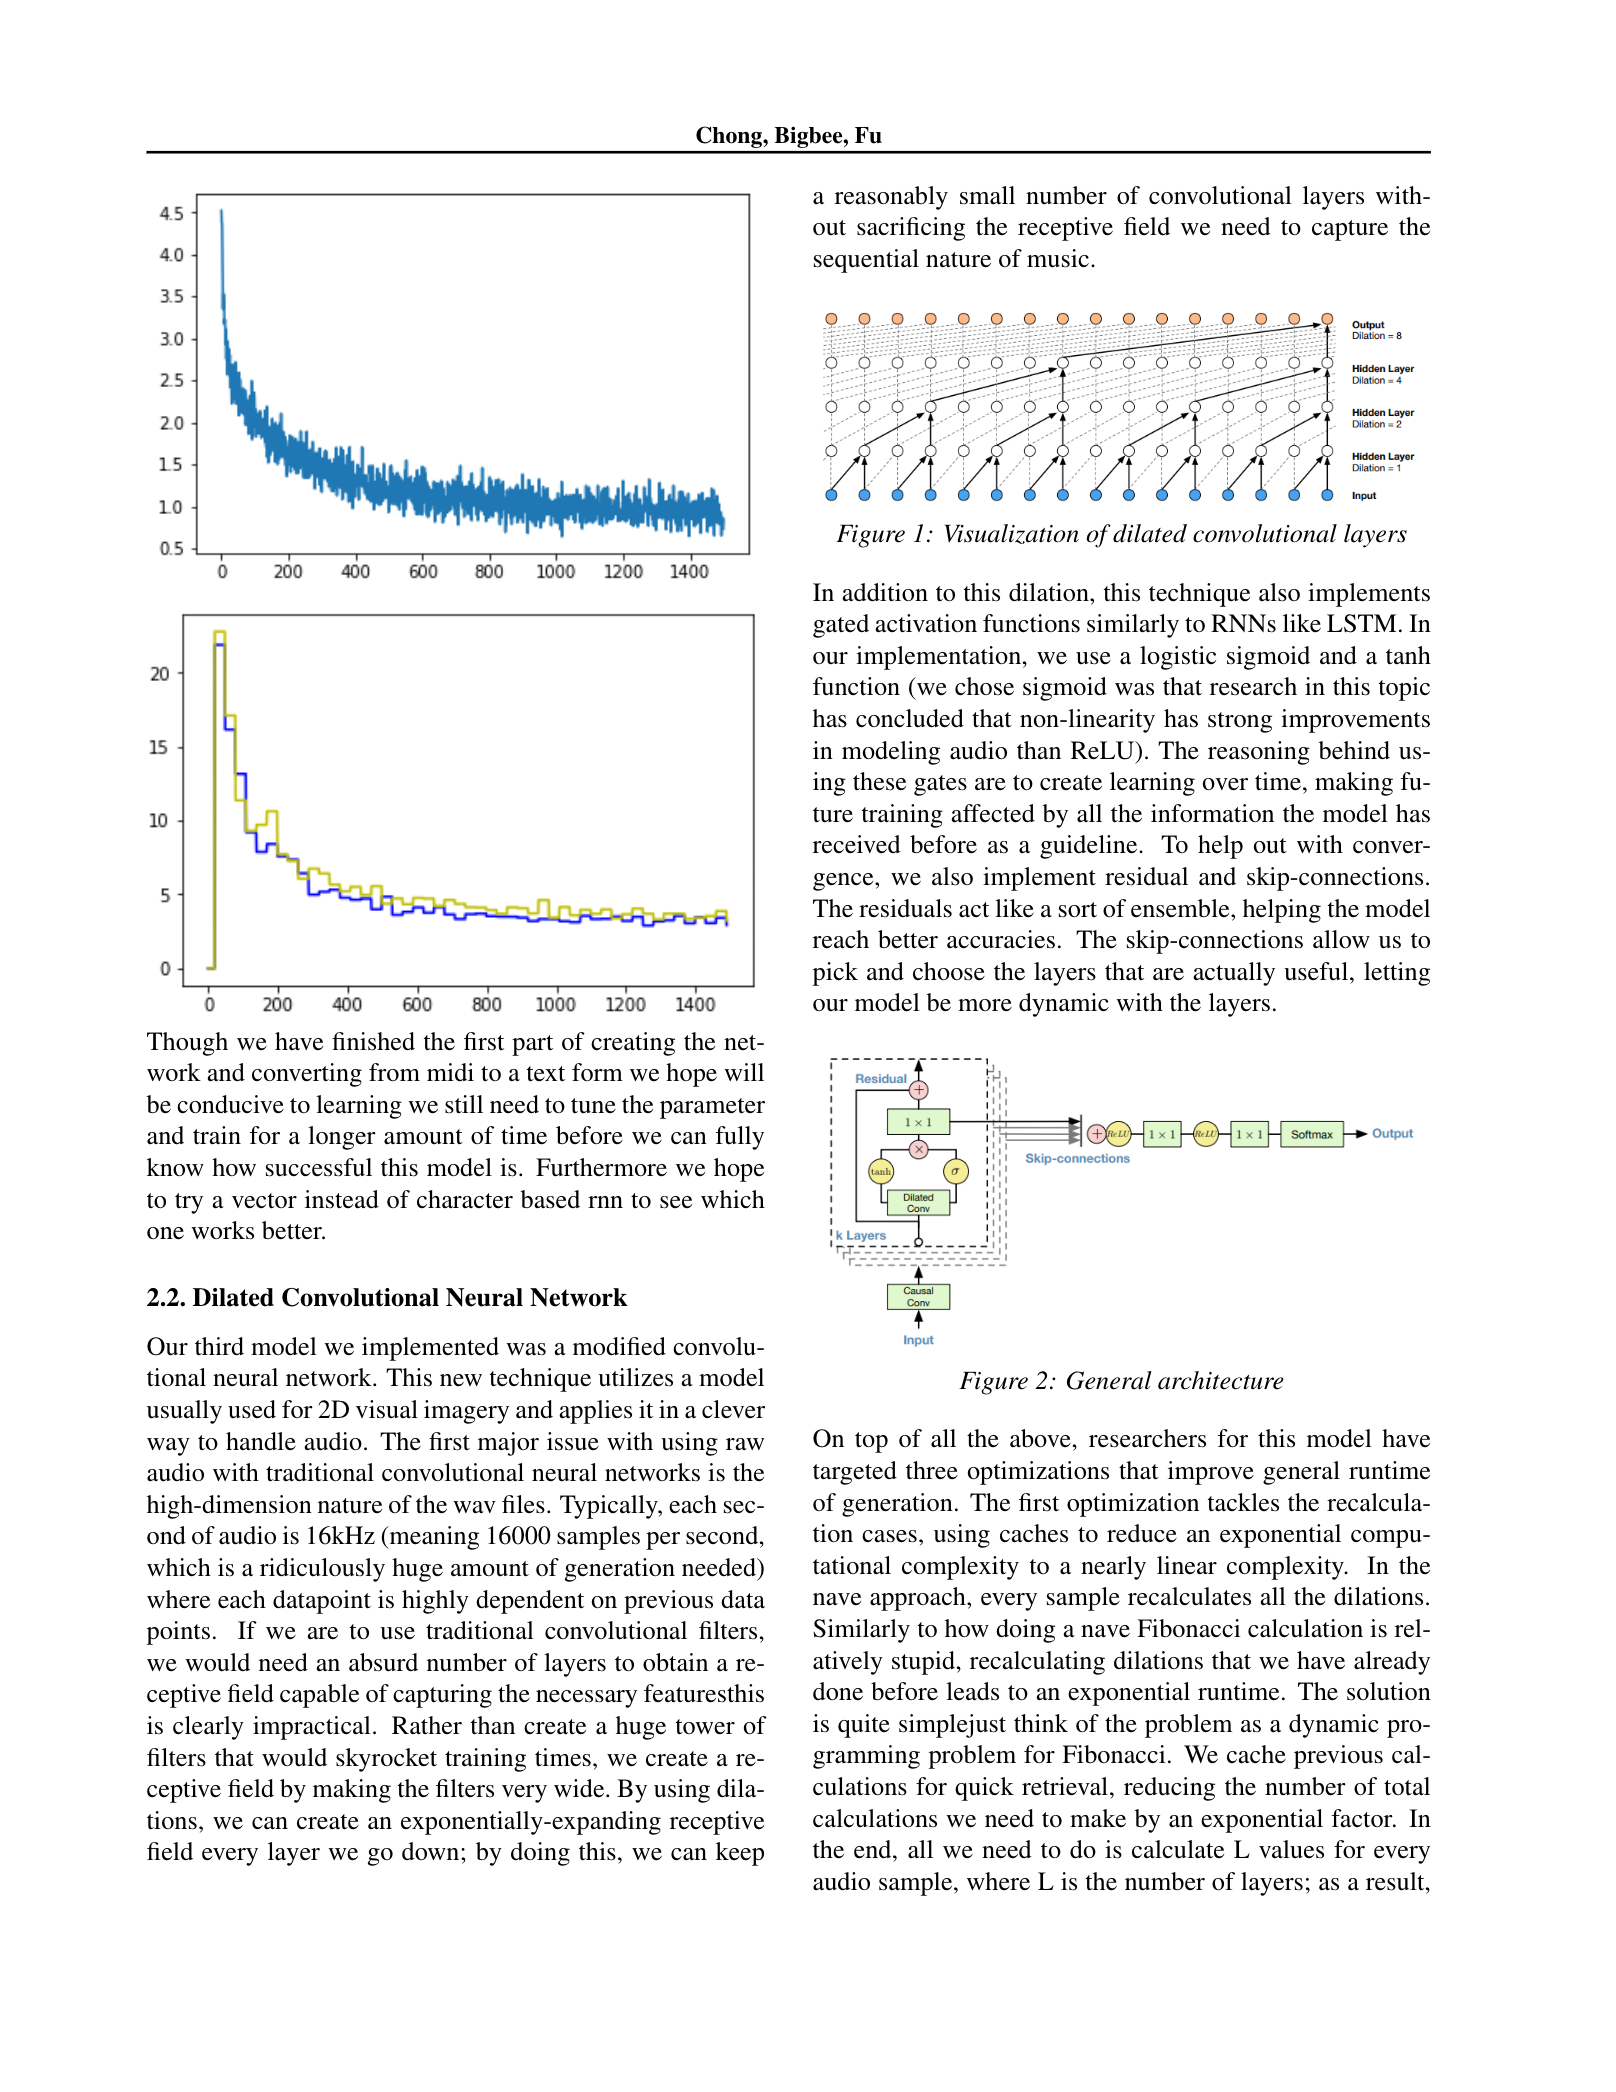 Chong, Bigbee, Fu
4.5
4.0
3.5
3.0
2.5
2.0
1.5
1.0
0.5
0 200 400 600 800 1000 1200 1400
20
15
10
5
0
0 200 400 600 800 1000 1200 1400
Though we have finished the first part of creating the net-
work and converting from midi to a text form we hope will
be conducive to learning we still need to tune the parameter
and train for a longer amount of time before we can fully
know how successful this model is. Furthermore we hope
to try a vector instead of character based rnn to see which
one works better.
2.2. Dilated Convolutional Neural Network
Our third model we implemented was a modified convolu-
tional neural network. This new technique utilizes a model
usually used for 2D visual imagery and applies it in a clever
way to handle audio. The first major issue with using raw
audio with traditional convolutional neural networks is the
high-dimension nature of the wav files. Typically, each sec-
ond of audio is 16kHz (meaning 16000 samples per second,
which is a ridiculously huge amount of generation needed)
where each datapoint is highly dependent on previous data
points. If we are to use traditional convolutional filters,
we would need an absurd number of layers to obtain a re-
ceptive field capable of capturing the necessary featuresthis
is clearly impractical. Rather than create a huge tower of
filters that would skyrocket training times, we create a re-
ceptive field by making the filters very wide. By using dila-
tions, we can create an exponentially-expanding receptive
field every layer we go down; by doing this, we can keep
a reasonably small number of convolutional layers with-
out sacrificing the receptive field we need to capture the
sequential nature of music.
Output
Dilation = 8
Hidden Layer
Dilation = 4
Hidden Layer
Dilation = 2
Hidden Layer
Dilation = 1
Input
Figure 1: Visualization of dilated convolutional layers
In addition to this dilation, this technique also implements
gated activation functions similarly to RNNs like LSTM. In
our implementation, we use a logistic sigmoid and a tanh
function (we chose sigmoid was that research in this topic
has concluded that non-linearity has strong improvements
in modeling audio than ReLU). The reasoning behind us-
ing these gates are to create learning over time, making fu-
ture training affected by all the information the model has
received before as a guideline. To help out with conver-
gence, we also implement residual and skip-connections.
The residuals act like a sort of ensemble, helping the model
reach better accuracies. The skip-connections allow us to
pick and choose the layers that are actually useful, letting
our model be more dynamic with the layers.
Residual
+
1 × 1
×
tanh σ
Dilated
Conv
k Layers
Causal
Conv
Input
Skip-connections
+ ReLU 1 × 1 ReLU 1 × 1 Softmax Output
Figure 2: General architecture
On top of all the above, researchers for this model have
targeted three optimizations that improve general runtime
of generation. The first optimization tackles the recalcula-
tion cases, using caches to reduce an exponential compu-
tational complexity to a nearly linear complexity. In the
nave approach, every sample recalculates all the dilations.
Similarly to how doing a nave Fibonacci calculation is rel-
atively stupid, recalculating dilations that we have already
done before leads to an exponential runtime. The solution
is quite simplejust think of the problem as a dynamic pro-
gramming problem for Fibonacci. We cache previous cal-
culations for quick retrieval, reducing the number of total
calculations we need to make by an exponential factor. In
the end, all we need to do is calculate L values for every
audio sample, where L is the number of layers; as a result,